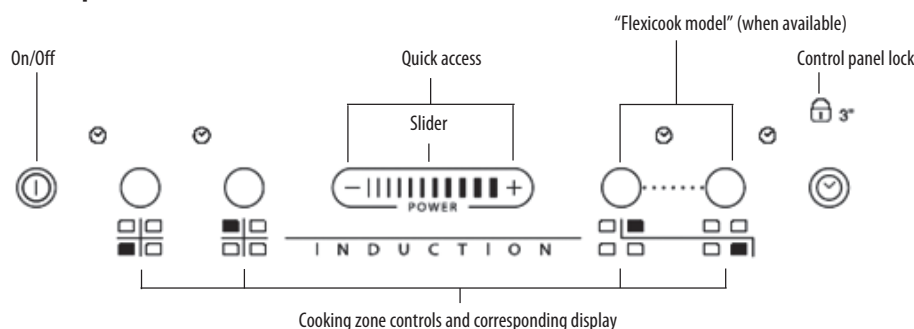 “Flexicook model” (when available)
On/Off
Quick access
Control panel lock
Slider
3"
POWER
INDUCTION
Cooking zone controls and corresponding display